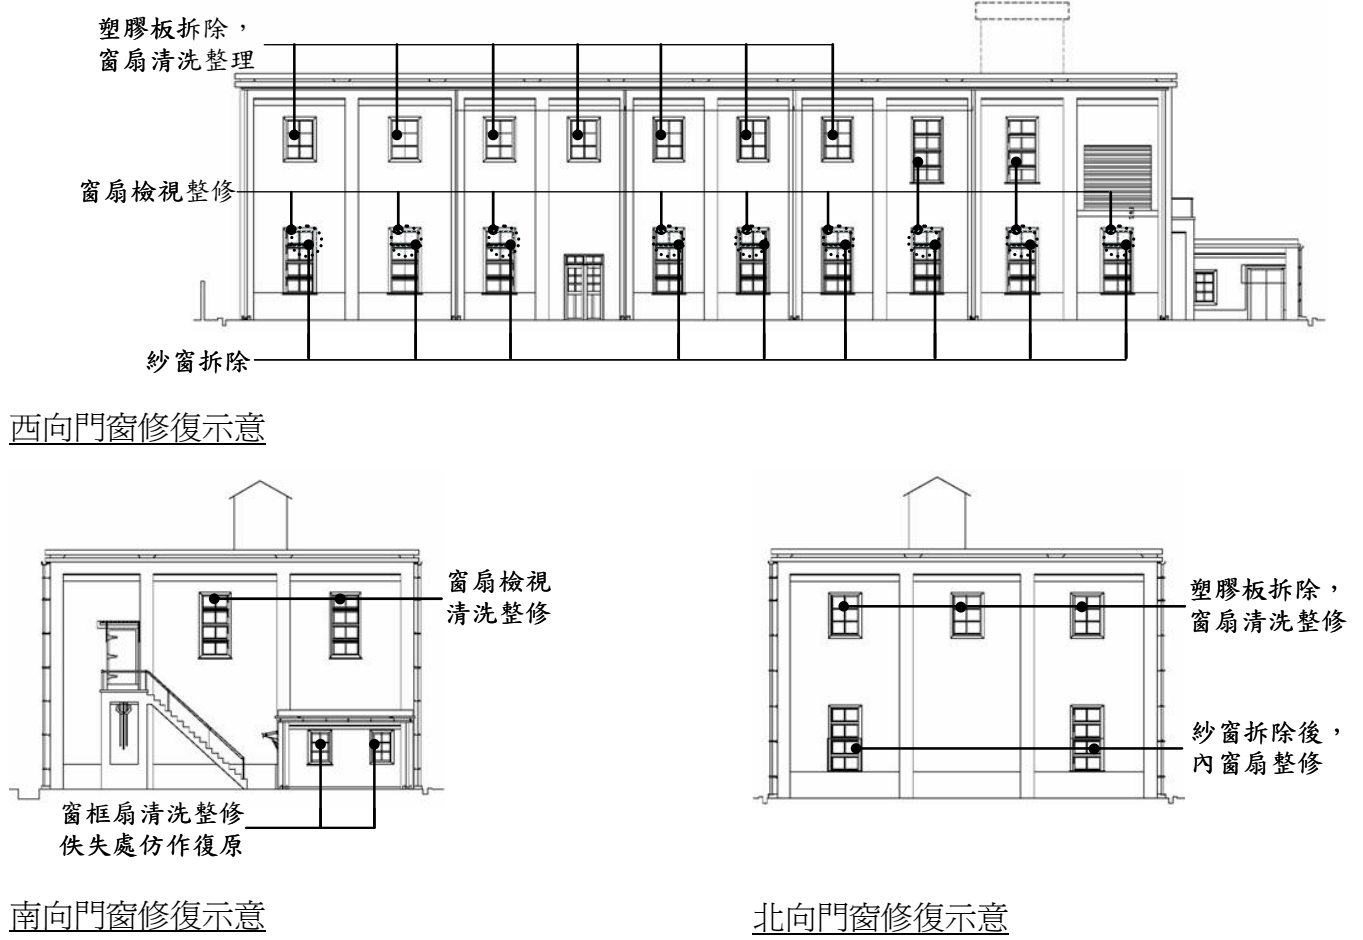 塑膠板拆除，
窗扇清洗整理
窗扇檢視整修
紗窗拆除
西向門窗修復示意
窗扇檢視
清洗整修
窗框扇清洗整修
佚失處仿作復原
南向門窗修復示意
塑膠板拆除，
窗扇清洗整修
紗窗拆除後，
內窗扇整修
北向門窗修復示意